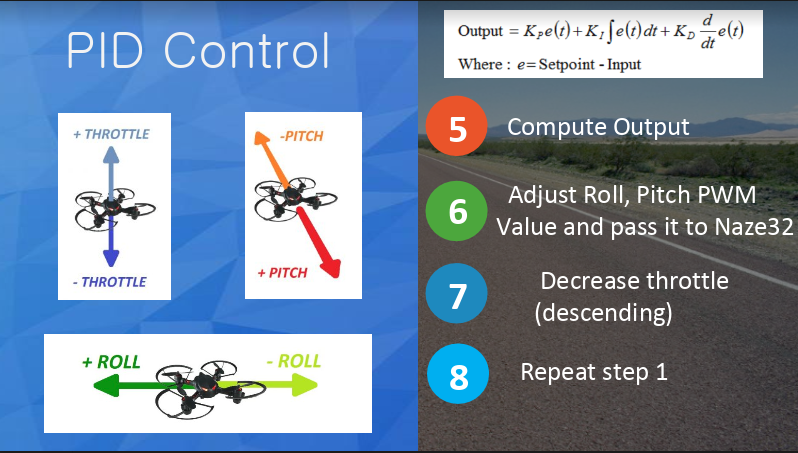 PID Control
+ THROTTLE
- THROTTLE
-PITCH
+ PITCH
+ ROLL
- ROLL
Output = K_P e(t) + K_I ∫ e(t) dt + K_D d/dt e(t)
Where : e = Setpoint - Input
5 Compute Output
6 Adjust Roll, Pitch PWM
Value and pass it to Naze32
7 Decrease throttle
(descending)
8 Repeat step 1